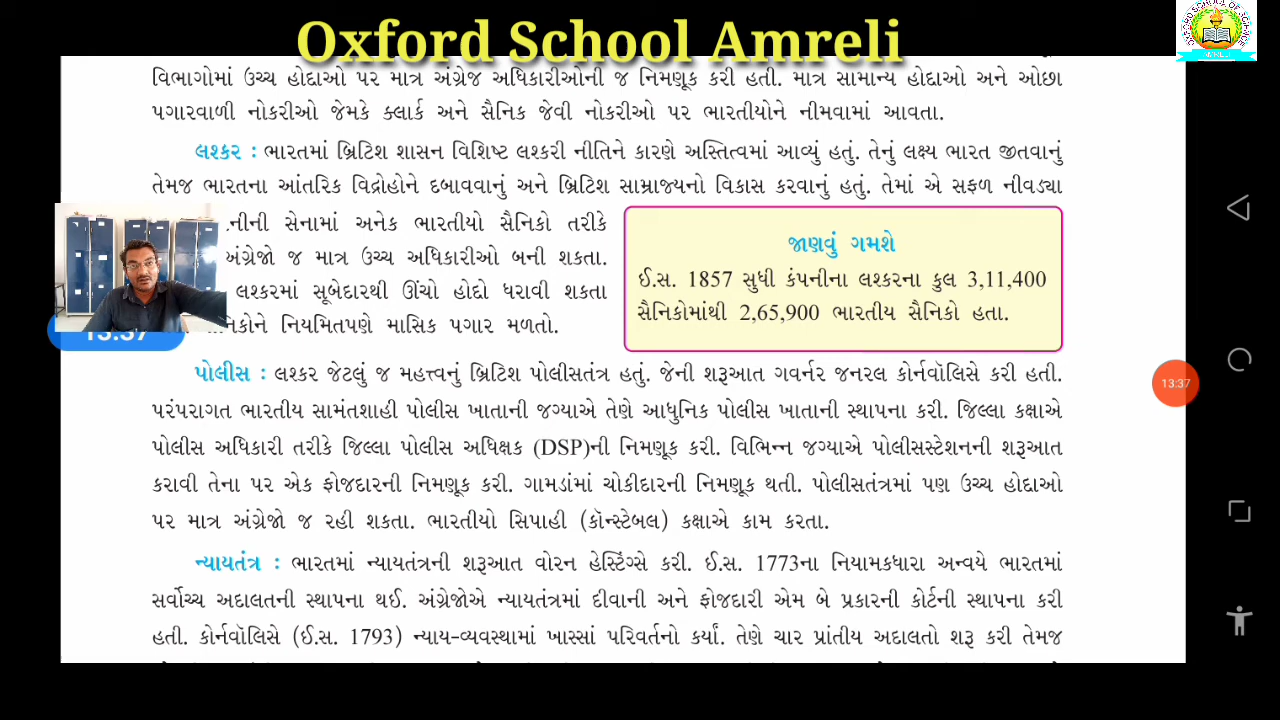 Oxford School Amreli
વિભાગોમાં ઉચ્ચ હોદાઓ પર માત્ર અંગ્રેજ અધિકારીઓની જ નિમણૂક કરી હતી. માત્ર સામાન્ય હોદાઓ અને ઓછા
પગારવાળી નોકરીઓ જેમકે ક્લાર્ક અને સૈનિક જેવી નોકરીઓ પર ભારતીયોને નીમવામાં આવતા.
લશ્કર : ભારતમાં બ્રિટિશ શાસન વિશિષ્ટ લશ્કરી નીતિને કારણે અસ્તિત્વમાં આવ્યું હતું. તેનું લક્ષ્ય ભારત જીતવાનું
તેમજ ભારતના આંતરિક વિદ્રોહોને દબાવવાનું અને બ્રિટિશ સામ્રાજ્યનો વિકાસ કરવાનું હતું. તેમાં એ સફળ નીવડ્યા
નીની સેનામાં અનેક ભારતીયો સૈનિકો તરીકે
અંગ્રેજો જ માત્ર ઉચ્ચ અધિકારીઓ બની શકતા.
લશ્કરમાં સૂબેદારથી ઊંચો હોદો ધરાવી શકતા
નિકોને નિયમિતપણે માસિક પગાર મળતો.
જાણવું ગમશે
ઈ.સ. 1857 સુધી કંપનીના લશ્કરના કુલ 3,11,400
સૈનિકોમાંથી 2,65,900 ભારતીય સૈનિકો હતા.
13:37
13:37
પોલીસ : લશ્કર જેટલું જ મહત્ત્વનું બ્રિટિશ પોલીસતંત્ર હતું. જેની શરૂઆત ગવર્નર જનરલ કોર્નવૉલિસે કરી હતી.
પરંપરાગત ભારતીય સામંતશાહી પોલીસ ખાતાની જગ્યાએ તેણે આધુનિક પોલીસ ખાતાની સ્થાપના કરી. જિલ્લા કક્ષાએ
પોલીસ અધિકારી તરીકે જિલ્લા પોલીસ અધિક્ષક (DSP)ની નિમણૂક કરી. વિભિન્ન જગ્યાએ પોલીસસ્ટેશનની શરૂઆત
કરાવી તેના પર એક ફોજદારની નિમણૂક કરી. ગામડાંમાં ચોકીદારની નિમણૂક થતી. પોલીસતંત્રમાં પણ ઉચ્ચ હોદાઓ
પર માત્ર અંગ્રેજો જ રહી શકતા. ભારતીયો સિપાહી (કૉન્સ્ટેબલ) કક્ષાએ કામ કરતા.
ન્યાયતંત્ર : ભારતમાં ન્યાયતંત્રની શરૂઆત વોરન હેસ્ટિંગ્સે કરી. ઈ.સ. 1773ના નિયામકધારા અન્વયે ભારતમાં
સર્વોચ્ચ અદાલતની સ્થાપના થઈ. અંગ્રેજોએ ન્યાયતંત્રમાં દીવાની અને ફોજદારી એમ બે પ્રકારની કોર્ટની સ્થાપના કરી
હતી. કોર્નવૉલિસે (ઈ.સ. 1793) ન્યાય-વ્યવસ્થામાં ખાસ્સાં પરિવર્તનો કર્યાં. તેણે ચાર પ્રાંતીય અદાલતો શરૂ કરી તેમજ